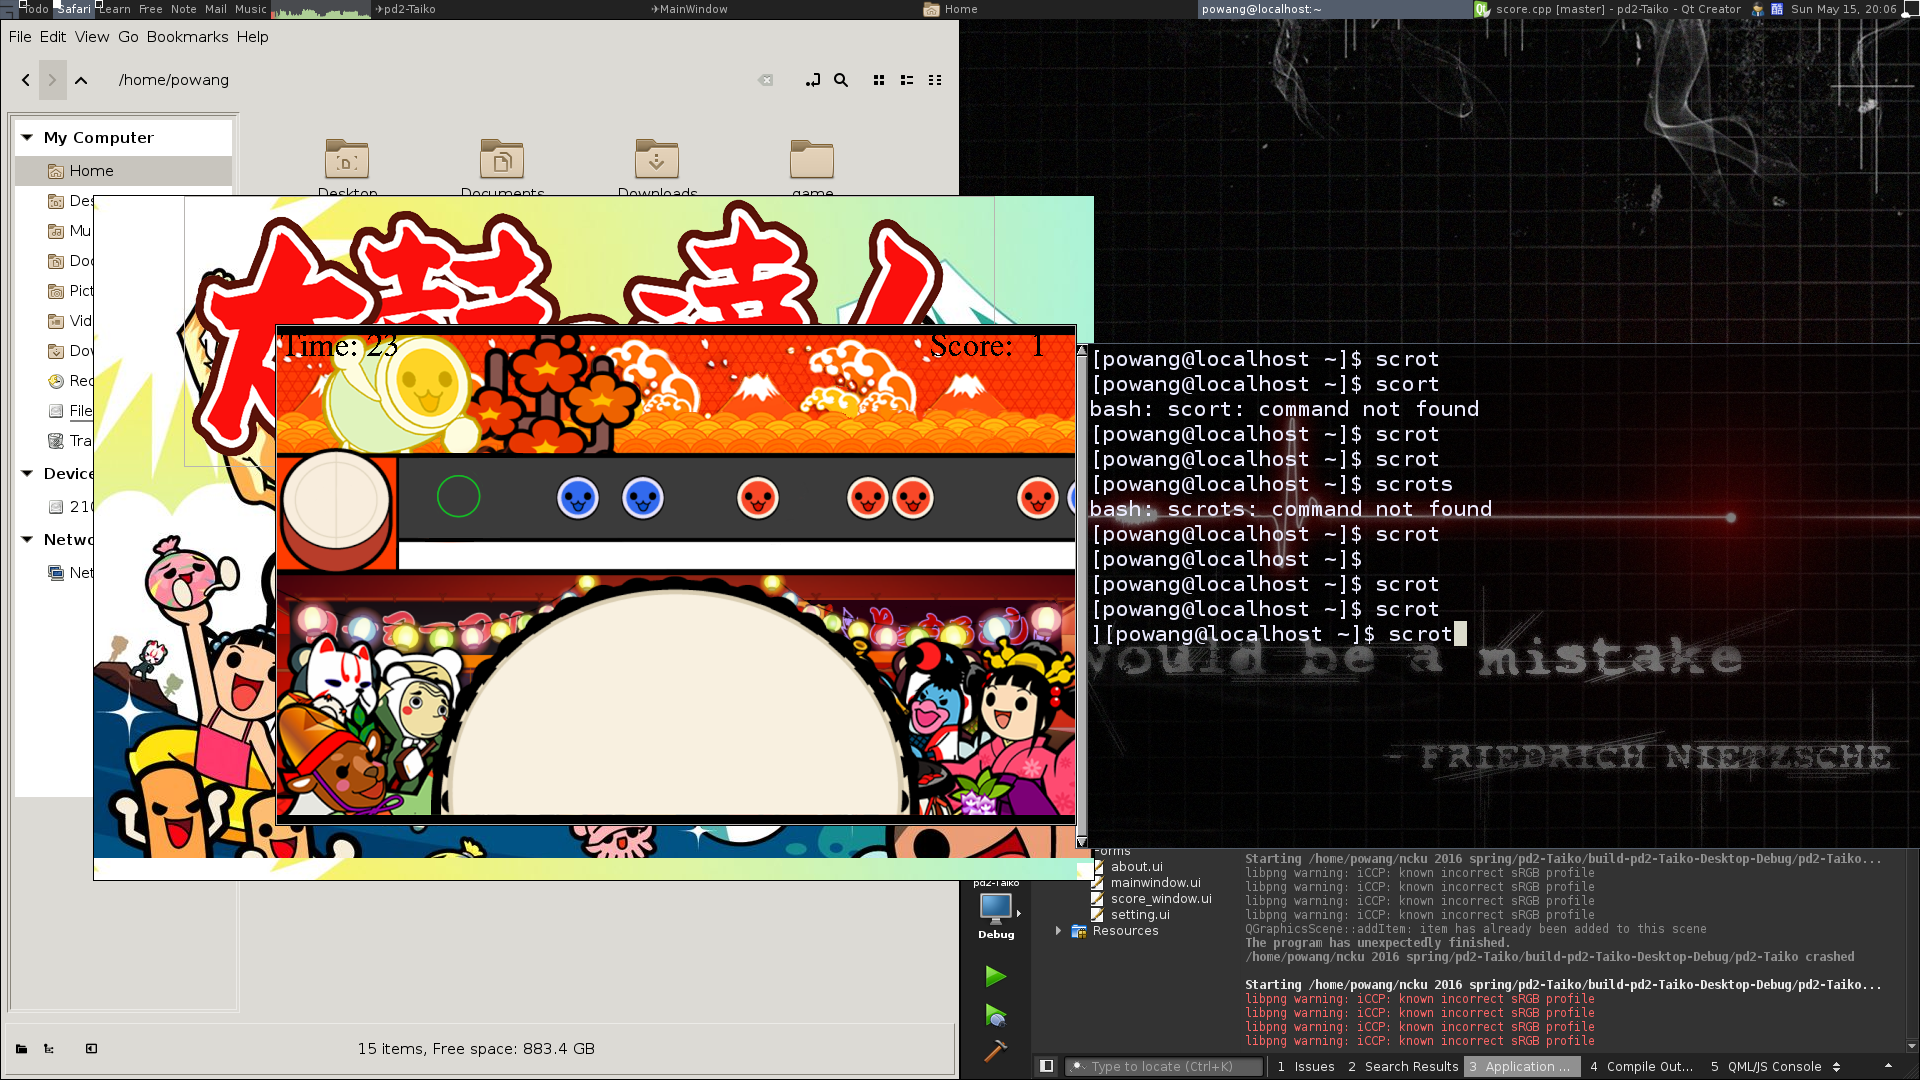 Todo Safari Learn Free Note Mail Music pd2-Taiko MainWindow Home powang@localhost:~ score.cpp [master] - pd2-Taiko - Qt Creator 酷 Sun May 15, 20:06
File Edit View Go Bookmarks Help
/home/powang
My Computer
Home
Des
Mu
Doc
Pict
Vid
Dov
Rec
File
Tra
Device
210
Netwo
Net
Desktop Documents Downloads game
太鼓の達人
Time: 23 Score: 1
[powang@localhost ~]$ scrot
[powang@localhost ~]$ scort
bash: scort: command not found
[powang@localhost ~]$ scrot
[powang@localhost ~]$ scrot
[powang@localhost ~]$ scrots
bash: scrots: command not found
[powang@localhost ~]$ scrot
[powang@localhost ~]$
[powang@localhost ~]$ scrot
[powang@localhost ~]$ scrot
][powang@localhost ~]$ scrot
would be a mistake
- FRIEDRICH NIETZSCHE
orms
about.ui
mainwindow.ui
score_window.ui
setting.ui
Resources
pd2-Taiko
Debug
Starting /home/powang/ncku 2016 spring/pd2-Taiko/build-pd2-Taiko-Desktop-Debug/pd2-Taiko...
libpng warning: iCCP: known incorrect sRGB profile
libpng warning: iCCP: known incorrect sRGB profile
libpng warning: iCCP: known incorrect sRGB profile
libpng warning: iCCP: known incorrect sRGB profile
QGraphicsScene::addItem: item has already been added to this scene
The program has unexpectedly finished.
/home/powang/ncku 2016 spring/pd2-Taiko/build-pd2-Taiko-Desktop-Debug/pd2-Taiko crashed
Starting /home/powang/ncku 2016 spring/pd2-Taiko/build-pd2-Taiko-Desktop-Debug/pd2-Taiko...
libpng warning: iCCP: known incorrect sRGB profile
libpng warning: iCCP: known incorrect sRGB profile
libpng warning: iCCP: known incorrect sRGB profile
libpng warning: iCCP: known incorrect sRGB profile
15 items, Free space: 883.4 GB
Type to locate (Ctrl+K) 1 Issues 2 Search Results 3 Application ... 4 Compile Out... 5 QML/JS Console